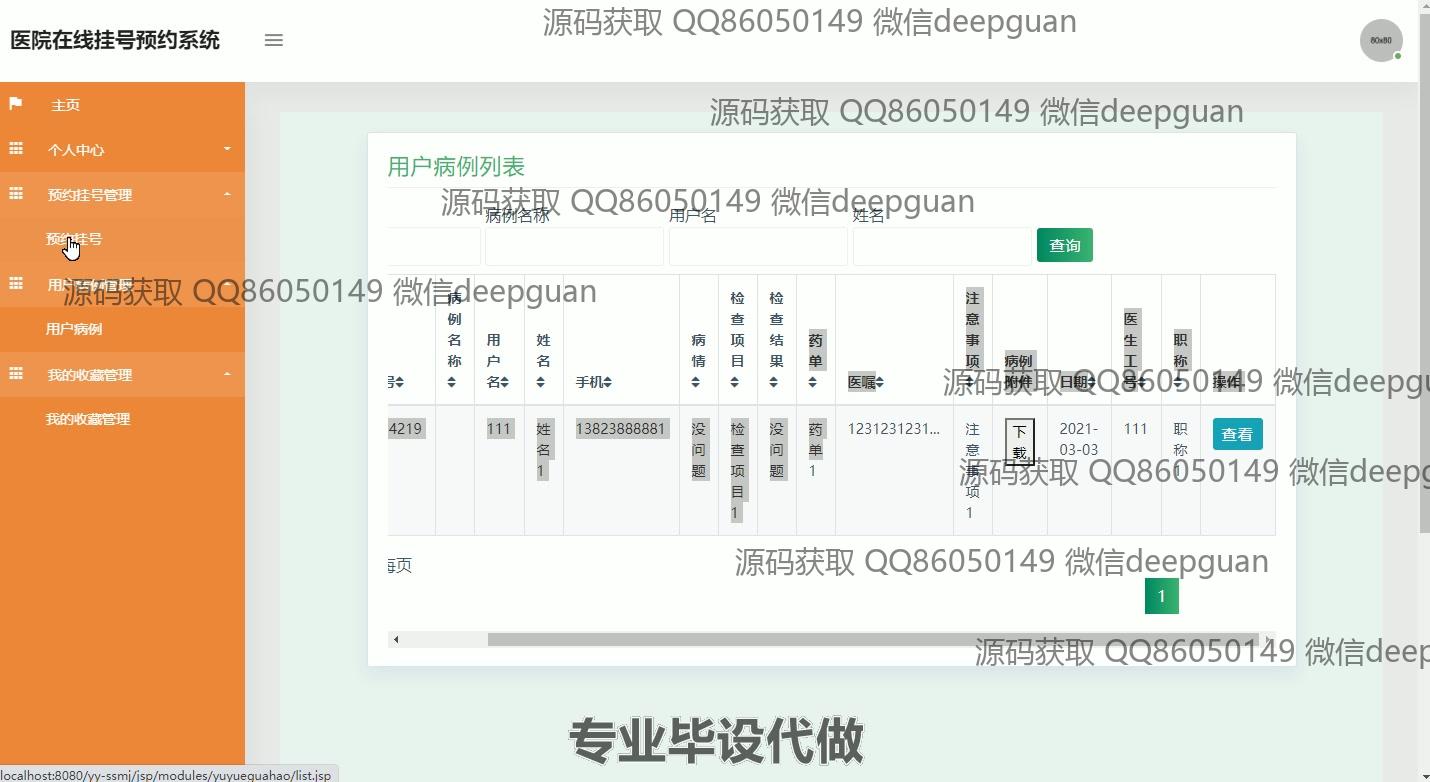 源码获取 QQ86050149 微信deepguan
医院在线挂号预约系统
80x80
主页
源码获取 QQ86050149 微信deepguan
个人中心
用户病例列表
预约挂号管理
源码获取 QQ86050149 微信deepguan
病例名称 用户名 姓名
预约挂号
查询
用户病例管理
源码获取 QQ86050149 微信deepguan
用户病例
我的收藏管理
号 病例名称 用户名 姓名 手机 病情 检查项目 检查结果 药单 医嘱 注意事项 病例附件 日期 医生工号 职称 操作
源码获取 QQ86050149 微信deepgu
我的收藏管理
4219 111 姓名1 13823888881 没问题 检查项目1 没问题 药单1 1231231231... 注意事项1 下载 2021-03-03 111 职称1 查看
源码获取 QQ86050149 微信deepg
每页
源码获取 QQ86050149 微信deepguan
1
源码获取 QQ86050149 微信deep
专业毕设代做
localhost:8080/yy-ssmj/jsp/modules/yuyueguahao/list.jsp